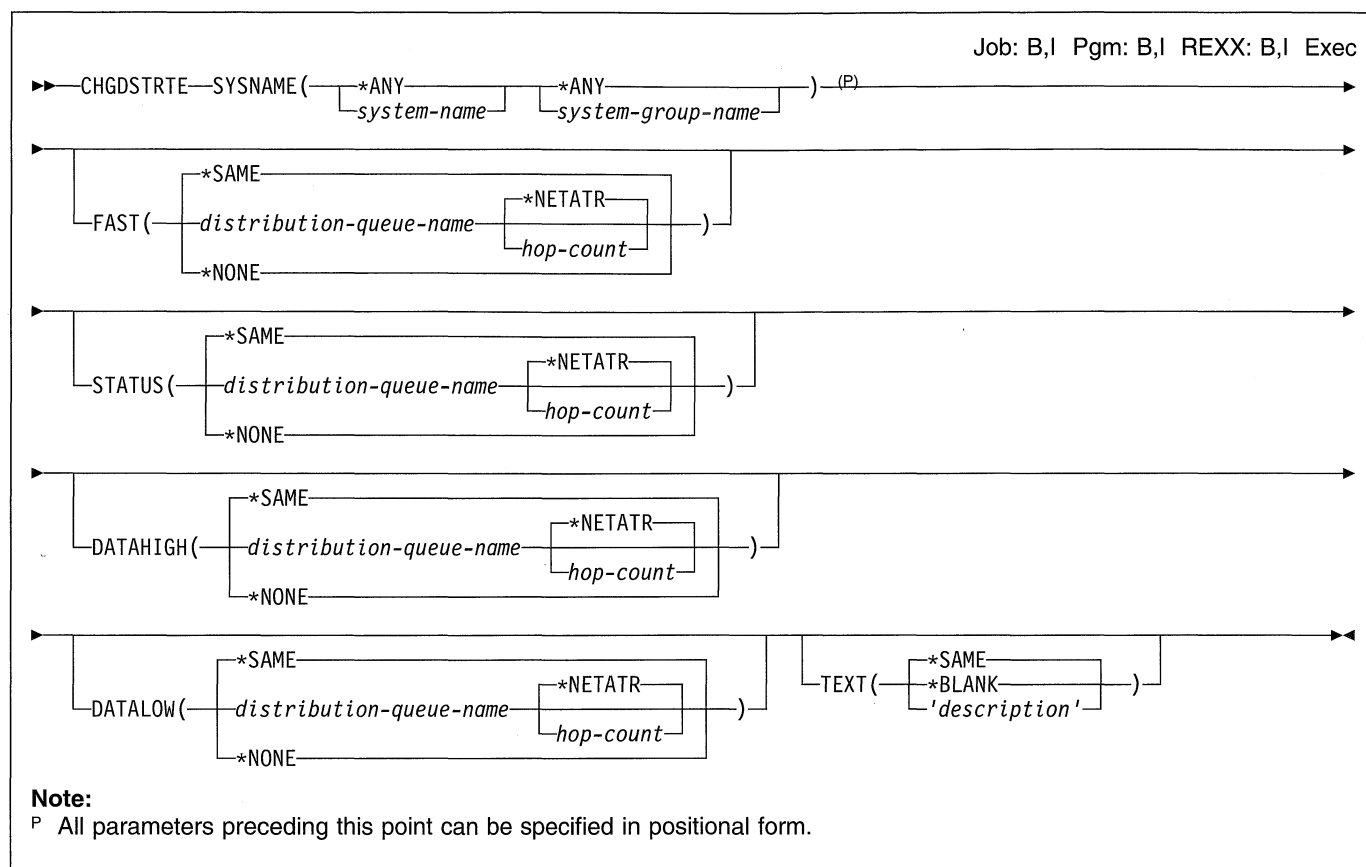 Job: B,I Pgm: B,I REXX: B,I Exec
CHGDSTRTE SYSNAME( *ANY *ANY ) (P)
system-name system-group-name
*SAME
*NETATR
FAST( distribution-queue-name )
hop-count
*NONE
*SAME
*NETATR
STATUS( distribution-queue-name )
hop-count
*NONE
*SAME
*NETATR
DATAHIGH( distribution-queue-name )
hop-count
*NONE
*SAME *SAME
*NETATR TEXT( *BLANK )
DATALOW( distribution-queue-name ) 'description'
hop-count
*NONE
Note:
P All parameters preceding this point can be specified in positional form.